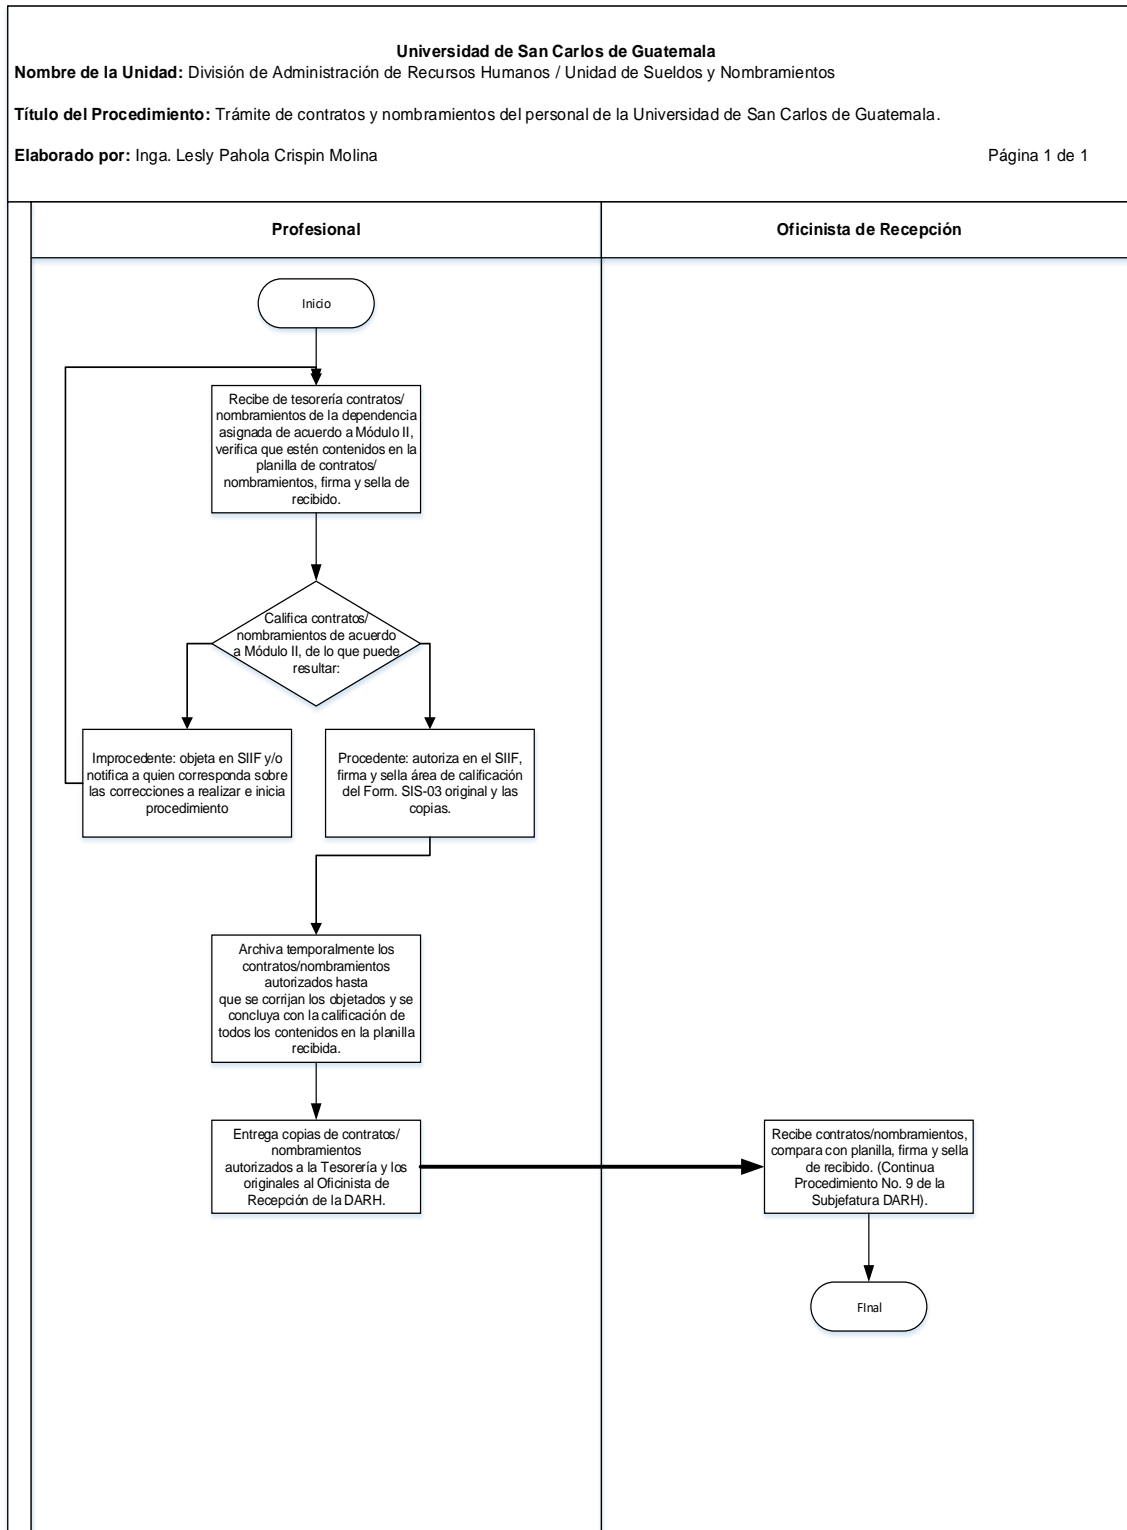 Universidad de San Carlos de Guatemala
Nombre de la Unidad: División de Administración de Recursos Humanos / Unidad de Sueldos y Nombramientos
Título del Procedimiento: Trámite de contratos y nombramientos del personal de la Universidad de San Carlos de Guatemala.
Elaborado por: Inga. Lesly Pahola Crispin Molina Página 1 de 1
Profesional
Oficinista de Recepción
Inicio
Recibe de tesorería contratos/
nombramientos de la dependencia
asignada de acuerdo a Módulo II,
verifica que estén contenidos en la
planilla de contratos/
nombramientos, firma y sella de
recibido.
Califica contratos/
nombramientos de acuerdo
a Módulo II, de lo que puede
resultar:
Improcedente: objeta en SIIF y/o
notifica a quien corresponda sobre
las correcciones a realizar e inicia
procedimiento
Procedente: autoriza en el SIIF,
firma y sella área de calificación
del Form. SIS-03 original y las
copias.
Archiva temporalmente los
contratos/nombramientos
autorizados hasta
que se corrijan los objetados y se
concluya con la calificación de
todos los contenidos en la planilla
recibida.
Entrega copias de contratos/
nombramientos
autorizados a la Tesorería y los
originales al Oficinista de
Recepción de la DARH.
Recibe contratos/nombramientos,
compara con planilla, firma y sella
de recibido. (Continua
Procedimiento No. 9 de la
Subjefatura DARH).
FInal